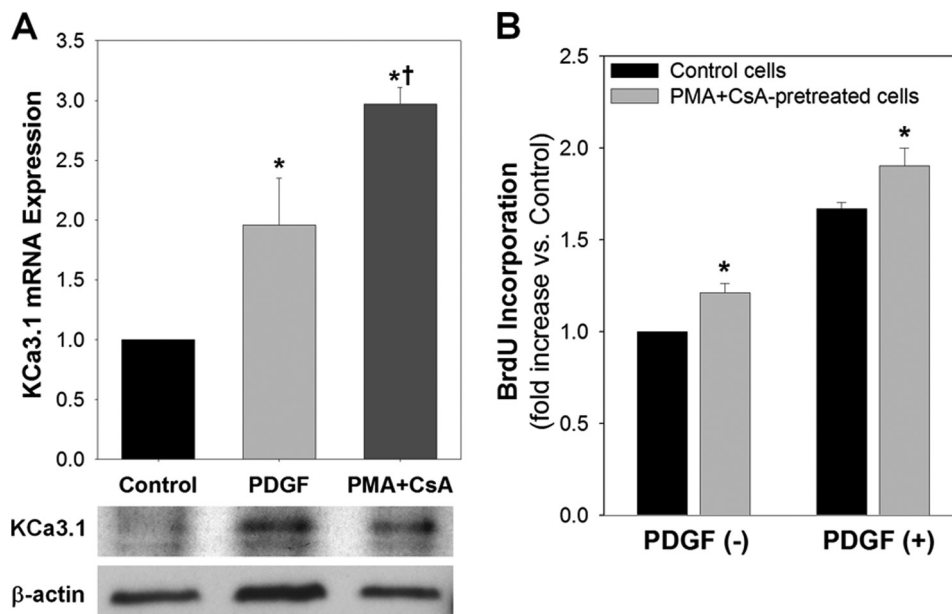 A
KCa3.1 mRNA Expression
3.5
3.0
2.5
2.0
1.5
1.0
0.5
0.0
*
*†
Control PDGF PMA+CsA
KCa3.1
β-actin
B
BrdU Incorporation
(fold increase vs. Control)
2.5
2.0
1.5
1.0
0.5
0.0
Control cells
PMA+CsA-pretreated cells
*
*
PDGF (-) PDGF (+)